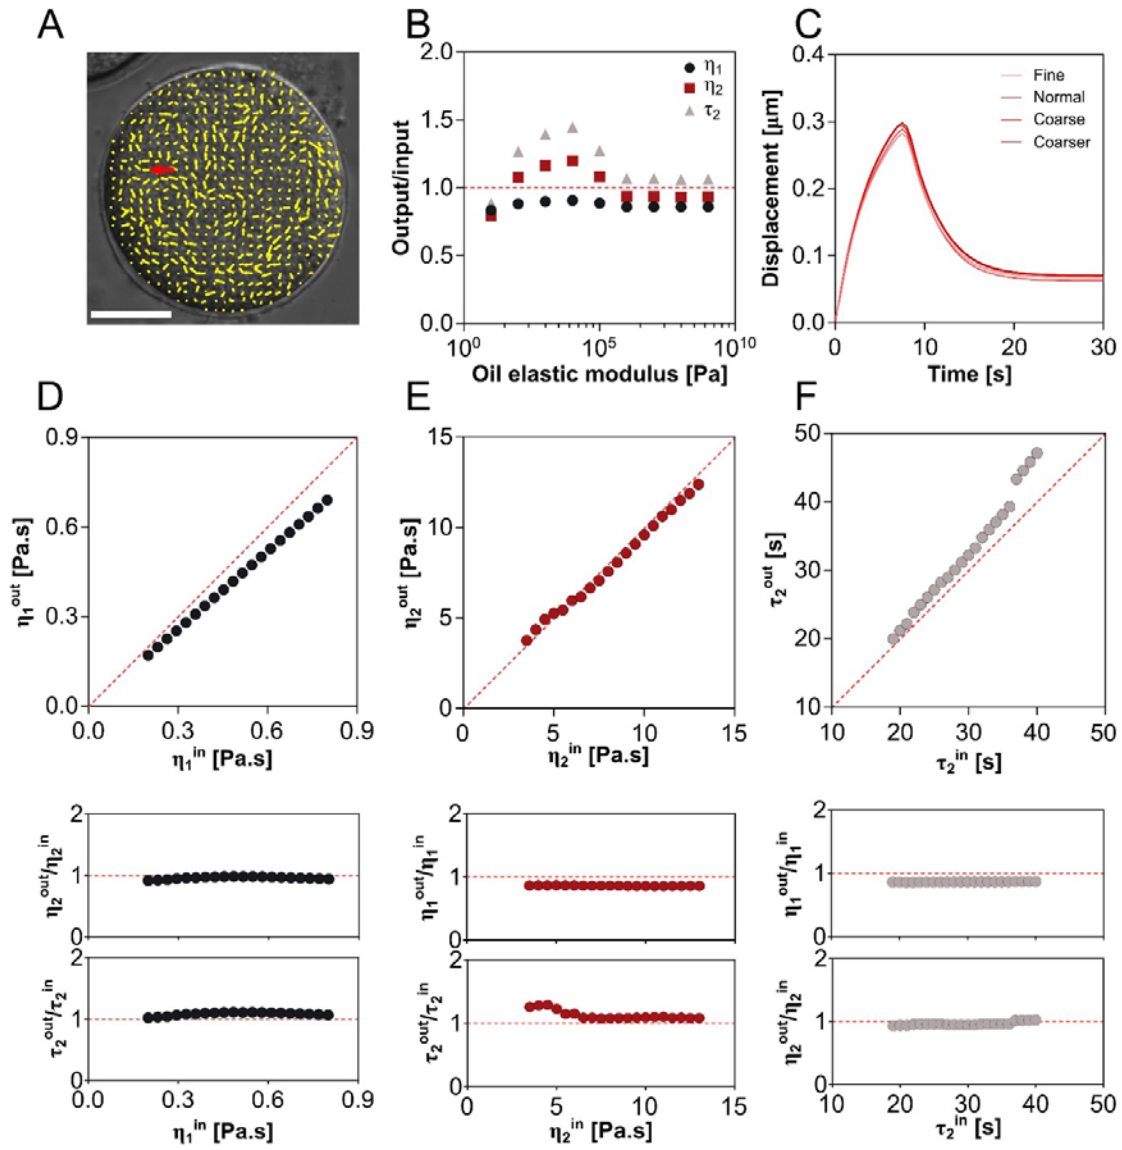 A
B
C
2.0
1.5
1.0
0.5
0.0
Output/input
η1
η2
τ2
10^0
10^5
10^10
Oil elastic modulus [Pa]
0.4
0.3
0.2
0.1
0.0
Displacement [μm]
Fine
Normal
Coarse
Coarser
0
10
20
30
Time [s]
D
E
F
0.9
0.6
0.3
0.0
η1^out [Pa.s]
0.0
0.3
0.6
0.9
η1^in [Pa.s]
15
10
5
0
η2^out [Pa.s]
0
5
10
15
η2^in [Pa.s]
50
40
30
20
10
τ2^out [s]
10
20
30
40
50
τ2^in [s]
2
1
0
η2^out/η2^in
2
1
0
η1^out/η1^in
2
1
0
η1^out/η1^in
2
1
0
τ2^out/τ2^in
0.0
0.3
0.6
0.9
η1^in [Pa.s]
2
1
0
τ2^out/τ2^in
0
5
10
15
η2^in [Pa.s]
2
1
0
η2^out/η2^in
10
20
30
40
50
τ2^in [s]